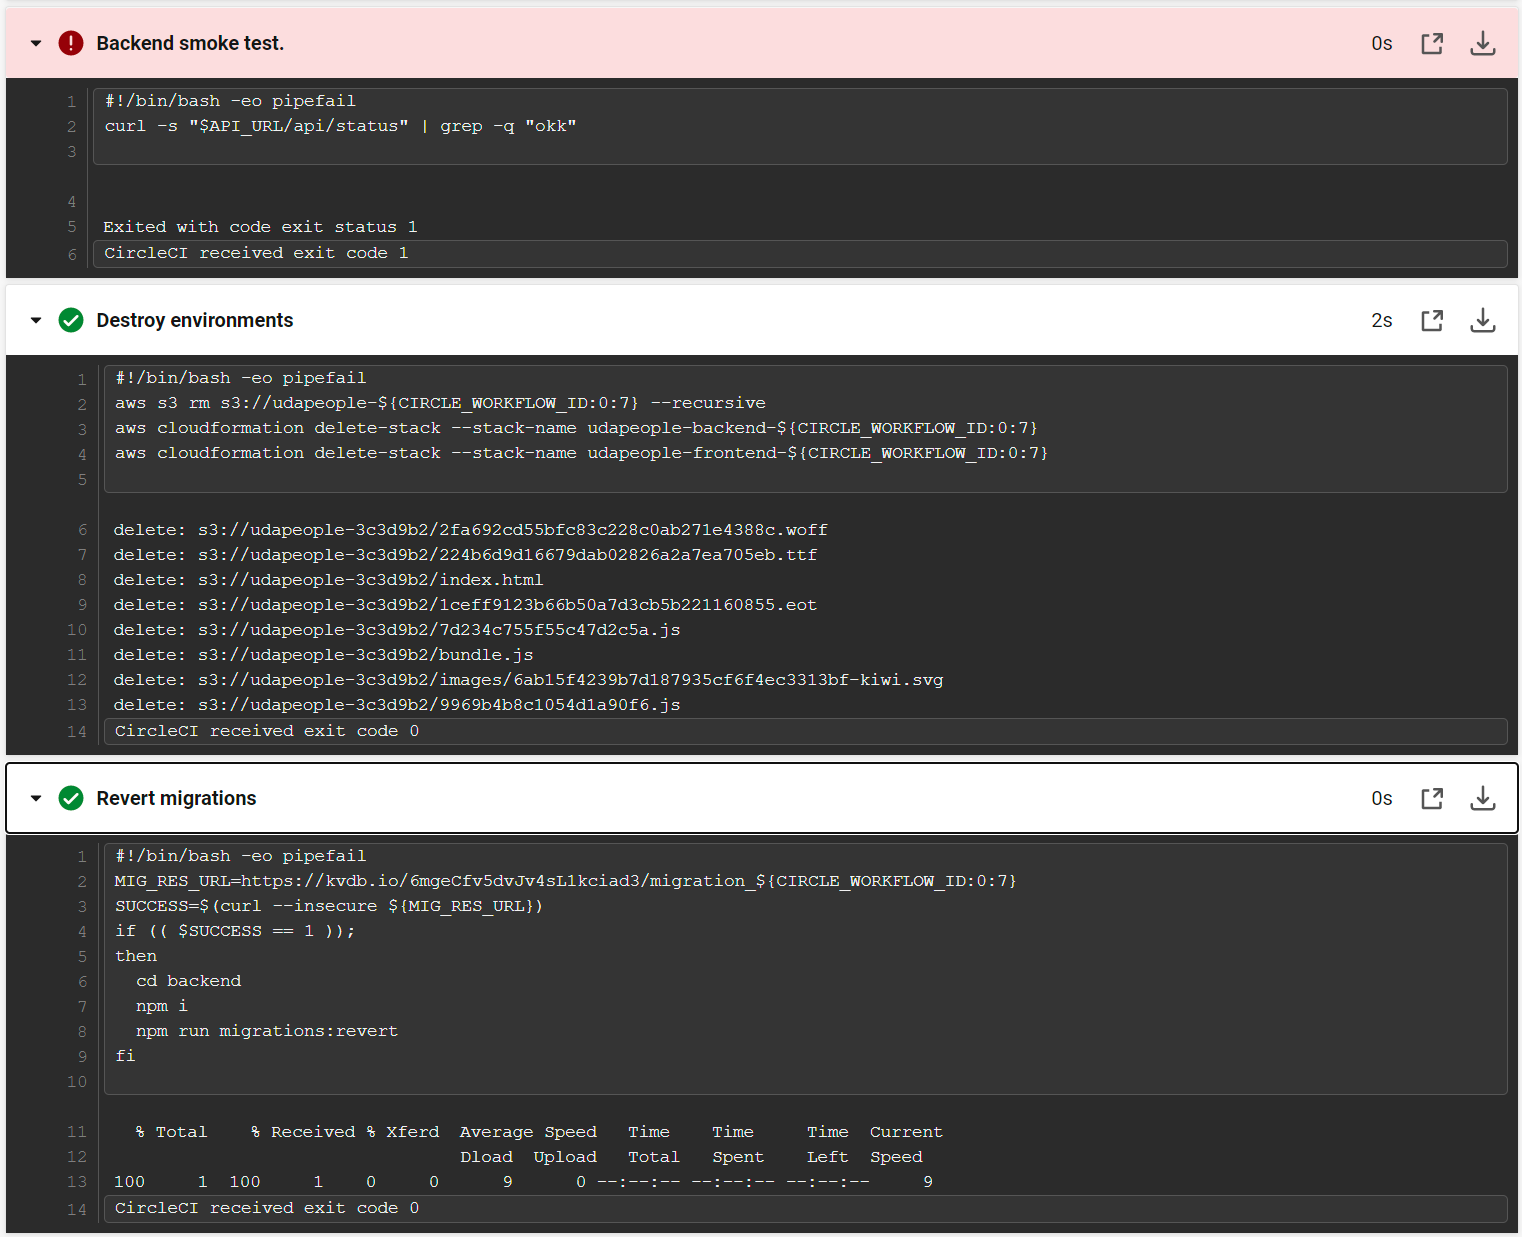 Backend smoke test.
0s
1 #!/bin/bash -eo pipefail
2 curl -s "$API_URL/api/status" | grep -q "okk"
3
4
5 Exited with code exit status 1
6 CircleCI received exit code 1
Destroy environments
2s
1 #!/bin/bash -eo pipefail
2 aws s3 rm s3://udapeople-${CIRCLE_WORKFLOW_ID:0:7} --recursive
3 aws cloudformation delete-stack --stack-name udapeople-backend-${CIRCLE_WORKFLOW_ID:0:7}
4 aws cloudformation delete-stack --stack-name udapeople-frontend-${CIRCLE_WORKFLOW_ID:0:7}
5
6 delete: s3://udapeople-3c3d9b2/2fa692cd55bfc83c228c0ab271e4388c.woff
7 delete: s3://udapeople-3c3d9b2/224b6d9d16679dab02826a2a7ea705eb.ttf
8 delete: s3://udapeople-3c3d9b2/index.html
9 delete: s3://udapeople-3c3d9b2/1ceff9123b66b50a7d3cb5b221160855.eot
10 delete: s3://udapeople-3c3d9b2/7d234c755f55c47d2c5a.js
11 delete: s3://udapeople-3c3d9b2/bundle.js
12 delete: s3://udapeople-3c3d9b2/images/6ab15f4239b7d187935cf6f4ec3313bf-kiwi.svg
13 delete: s3://udapeople-3c3d9b2/9969b4b8c1054d1a90f6.js
14 CircleCI received exit code 0
Revert migrations
0s
1 #!/bin/bash -eo pipefail
2 MIG_RES_URL=https://kvdb.io/6mgeCfv5dvJv4sL1kciad3/migration_${CIRCLE_WORKFLOW_ID:0:7}
3 SUCCESS=$(curl --insecure ${MIG_RES_URL})
4 if (( $SUCCESS == 1 ));
5 then
6 cd backend
7 npm i
8 npm run migrations:revert
9 fi
10
11 % Total % Received % Xferd Average Speed Time Time Time Current
12 Dload Upload Total Spent Left Speed
13 100 1 100 1 0 0 9 0 --:--:-- --:--:-- --:--:-- 9
14 CircleCI received exit code 0